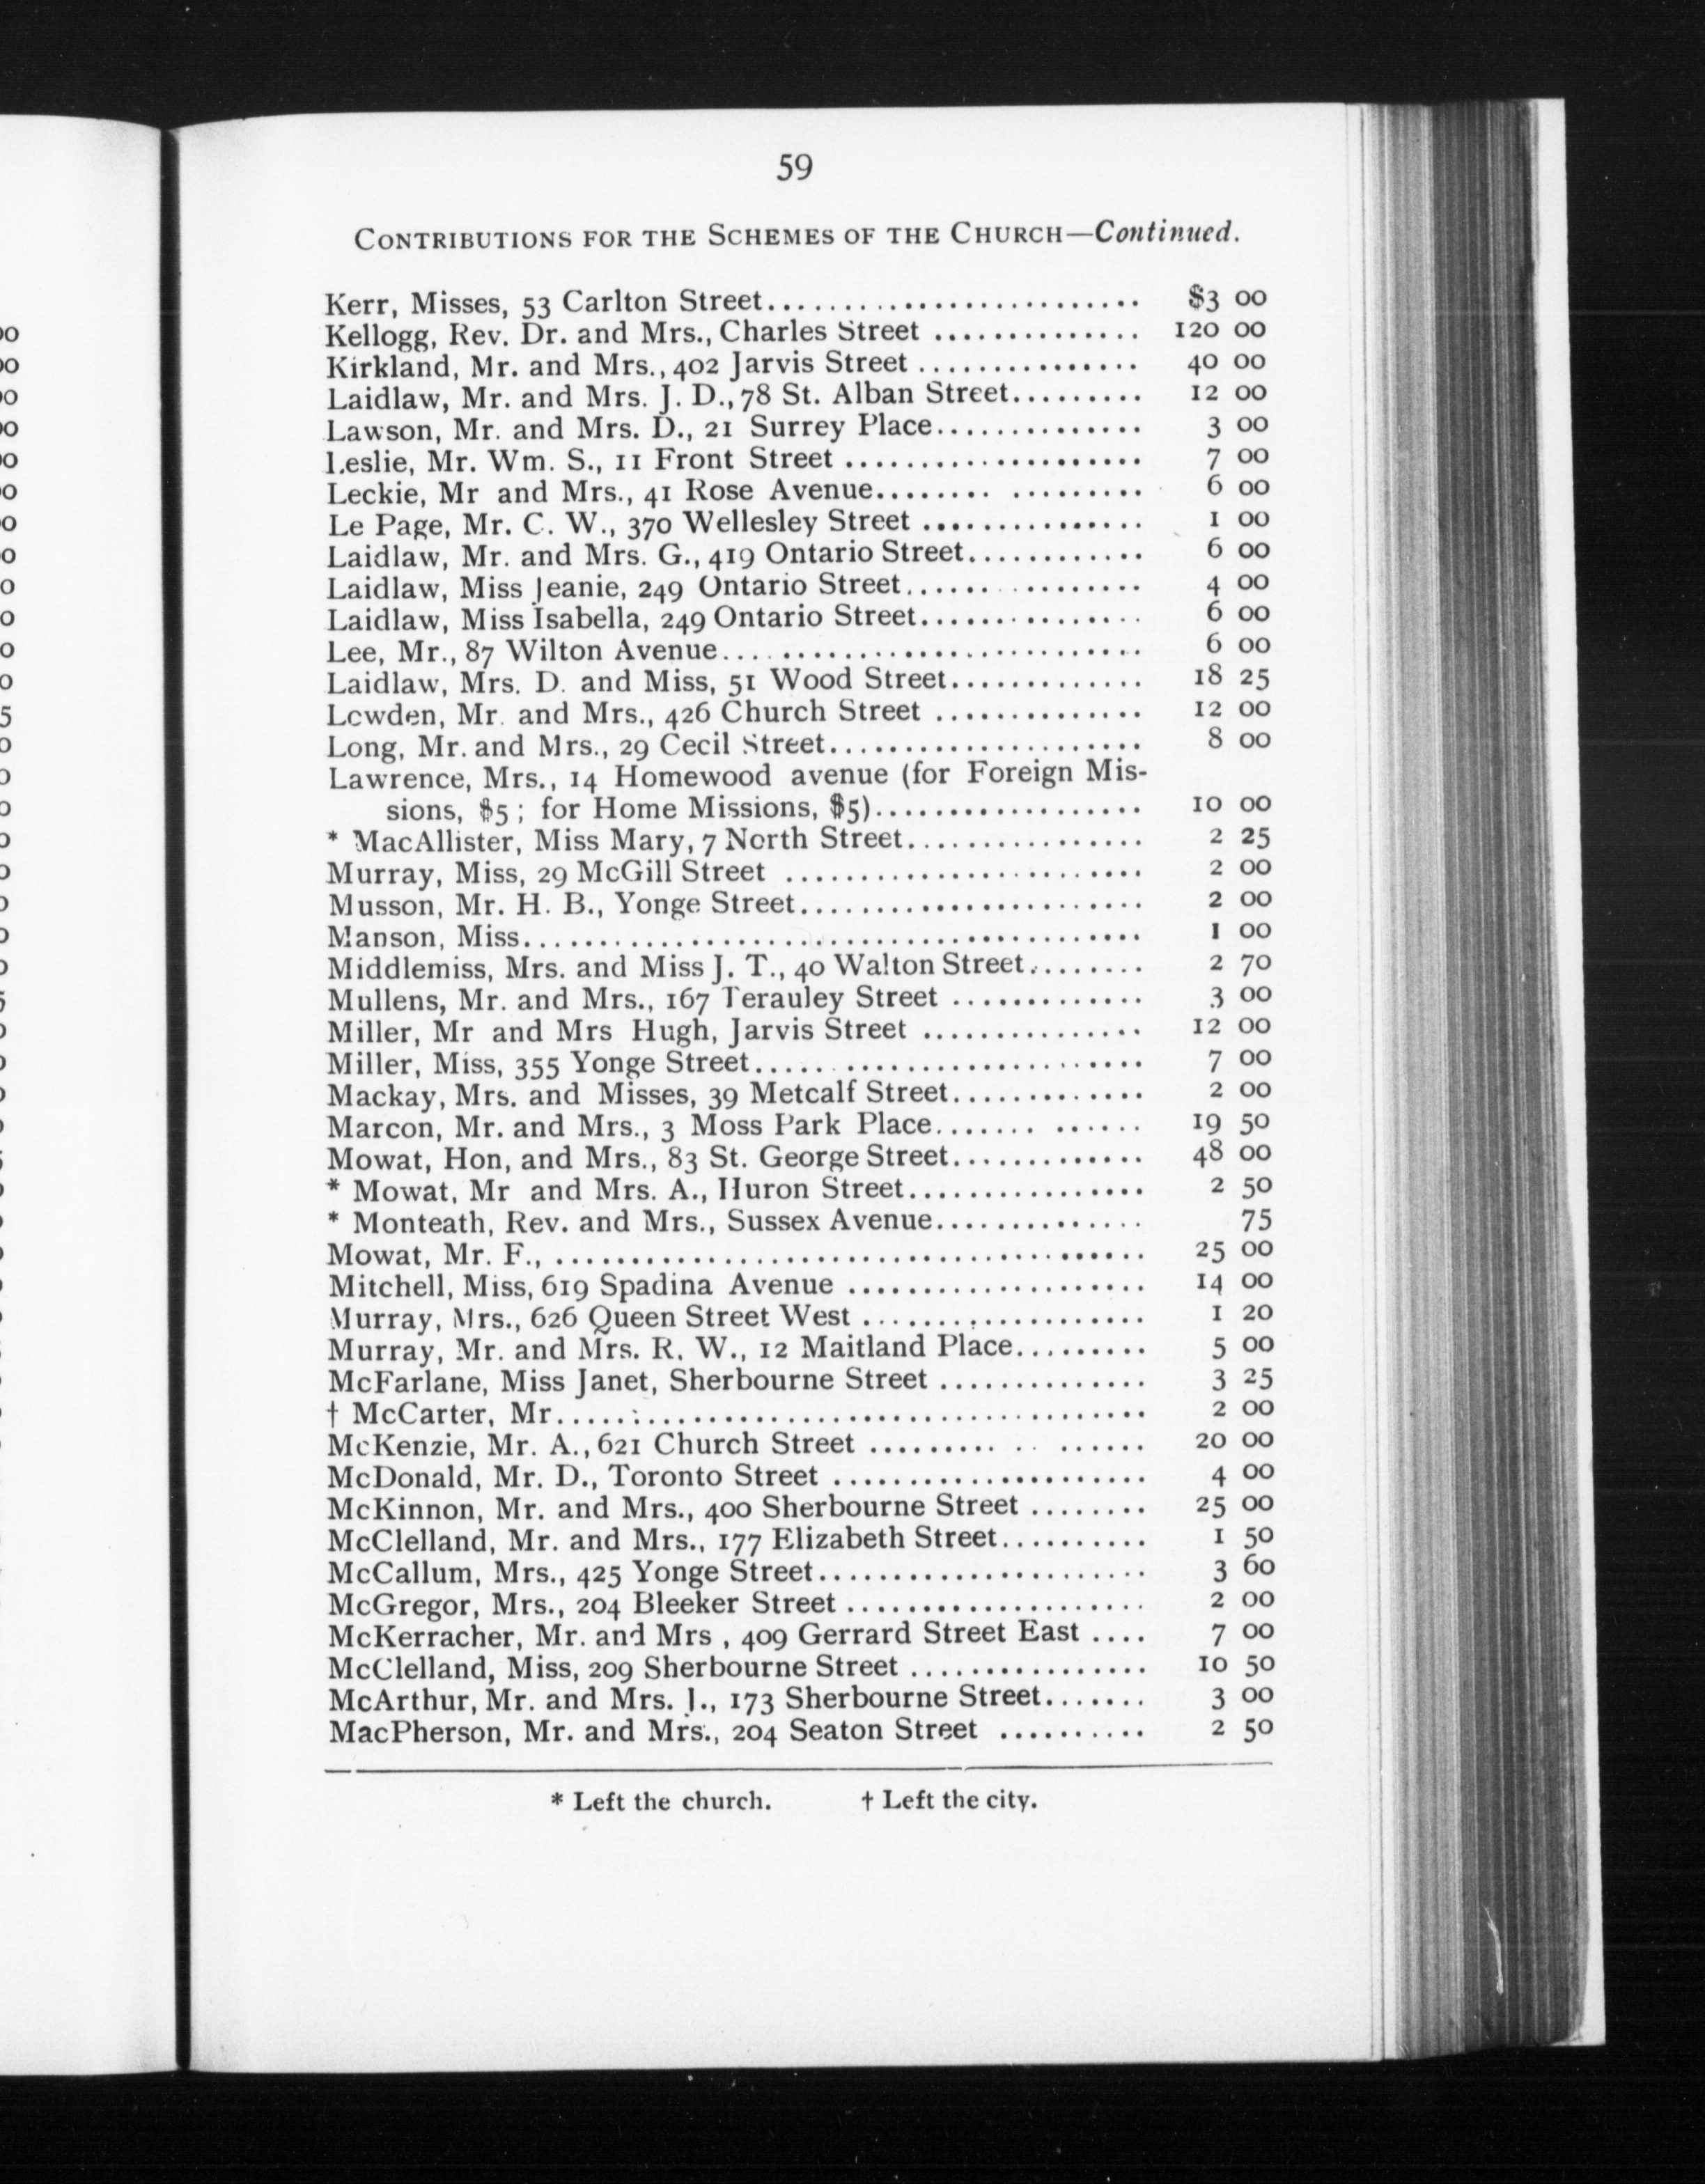 59
CONTRIBUTIONS FOR THE SCHEMES OF THE CHURCH—Continued.
Kerr, Misses, 53 Carlton Street.......................... $3 00
Kellogg, Rev. Dr. and Mrs., Charles Street .............. 120 00
Kirkland, Mr. and Mrs., 402 Jarvis Street ............... 40 00
Laidlaw, Mr. and Mrs. J. D., 78 St. Alban Street......... 12 00
Lawson, Mr. and Mrs. D., 21 Surrey Place.............. 3 00
Leslie, Mr. Wm. S., 11 Front Street .................... 7 00
Leckie, Mr and Mrs., 41 Rose Avenue........ ......... 6 00
Le Page, Mr. C. W., 370 Wellesley Street ............... 1 00
Laidlaw, Mr. and Mrs. G., 419 Ontario Street............ 6 00
Laidlaw, Miss Jeanie, 249 Ontario Street................ 4 00
Laidlaw, Miss Isabella, 249 Ontario Street............... 6 00
Lee, Mr., 87 Wilton Avenue............................ 6 00
Laidlaw, Mrs. D. and Miss, 51 Wood Street............. 18 25
Lowden, Mr. and Mrs., 426 Church Street .............. 12 00
Long, Mr. and Mrs., 29 Cecil Street..................... 8 00
Lawrence, Mrs., 14 Homewood avenue (for Foreign Mis-
sions, $5 ; for Home Missions, $5).................. 10 00
* MacAllister, Miss Mary, 7 North Street................ 2 25
Murray, Miss, 29 McGill Street ........................ 2 00
Musson, Mr. H. B., Yonge Street....................... 2 00
Manson, Miss......................................... 1 00
Middlemiss, Mrs. and Miss J. T., 40 Walton Street........ 2 70
Mullens, Mr. and Mrs., 167 Terauley Street ............. 3 00
Miller, Mr and Mrs Hugh, Jarvis Street ............... 12 00
Miller, Miss, 355 Yonge Street.......................... 7 00
Mackay, Mrs. and Misses, 39 Metcalf Street............. 2 00
Marcon, Mr. and Mrs., 3 Moss Park Place....... ...... 19 50
Mowat, Hon, and Mrs., 83 St. George Street............. 48 00
* Mowat, Mr and Mrs. A., Huron Street................ 2 50
* Monteath, Rev. and Mrs., Sussex Avenue.............. 75
Mowat, Mr. F., ....................................... 25 00
Mitchell, Miss, 619 Spadina Avenue .................... 14 00
Murray, Mrs., 626 Queen Street West ................... 1 20
Murray, Mr. and Mrs. R. W., 12 Maitland Place......... 5 00
McFarlane, Miss Janet, Sherbourne Street .............. 3 25
† McCarter, Mr....................................... 2 00
McKenzie, Mr. A., 621 Church Street ......... .. ...... 20 00
McDonald, Mr. D., Toronto Street ..................... 4 00
McKinnon, Mr. and Mrs., 400 Sherbourne Street ........ 25 00
McClelland, Mr. and Mrs., 177 Elizabeth Street.......... 1 50
McCallum, Mrs., 425 Yonge Street...................... 3 60
McGregor, Mrs., 204 Bleeker Street .................... 2 00
McKerracher, Mr. and Mrs , 409 Gerrard Street East .... 7 00
McClelland, Miss, 209 Sherbourne Street ................ 10 50
McArthur, Mr. and Mrs. J., 173 Sherbourne Street....... 3 00
MacPherson, Mr. and Mrs., 204 Seaton Street .......... 2 50
* Left the church. † Left the city.